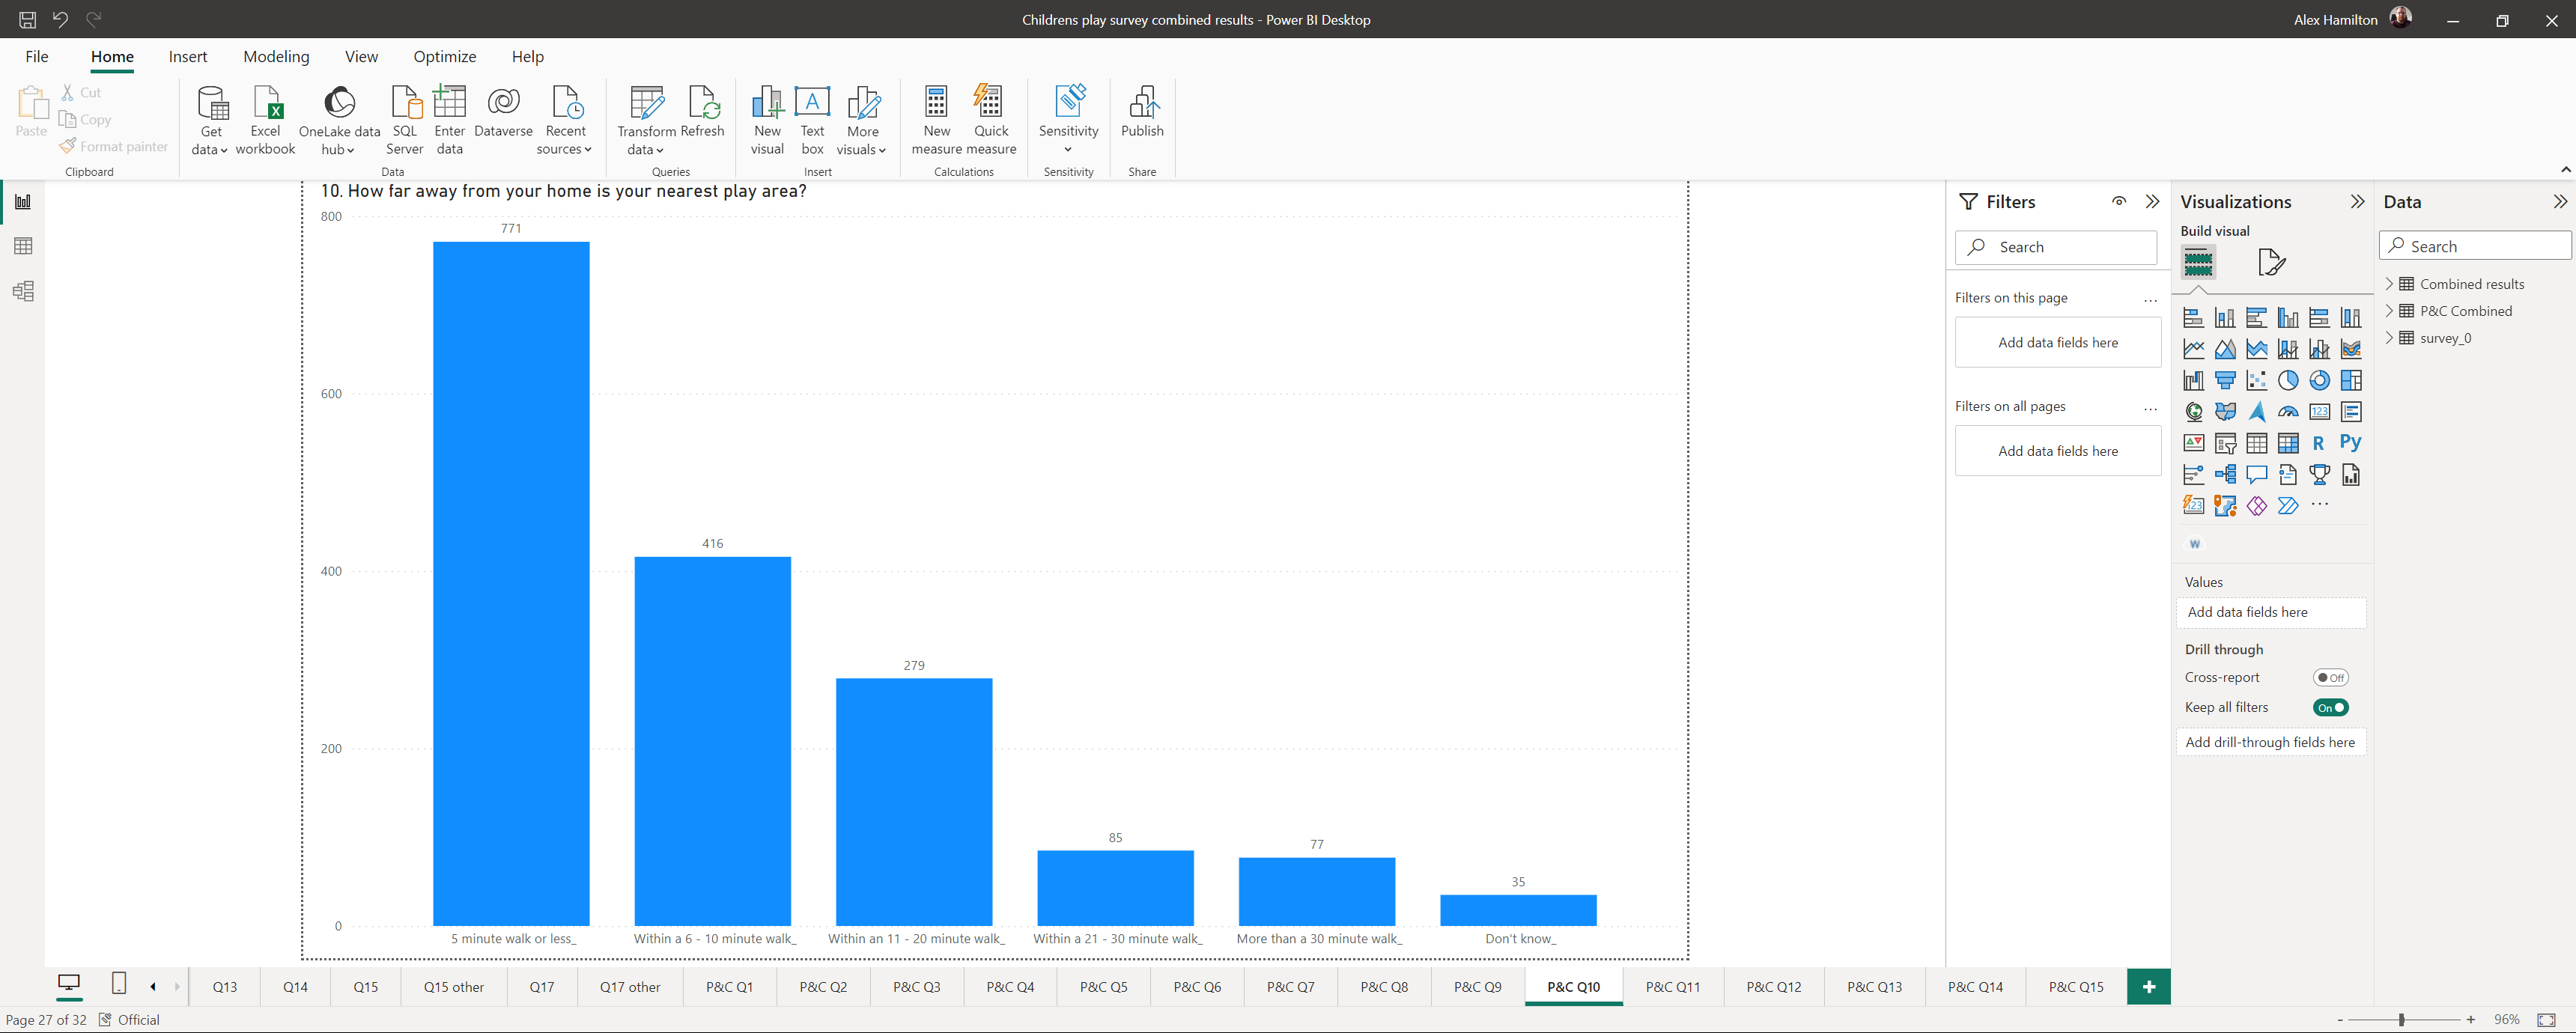 Childrens play survey combined results - Power BI Desktop
Alex Hamilton
File Home Insert Modeling View Optimize Help
Paste
Cut
Copy
Format painter
Clipboard
Get data
Excel workbook
OneLake data hub
SQL Server
Enter data
Dataverse
Recent sources
Data
Transform data
Refresh
Queries
New visual
A
Text box
More visuals
Insert
New measure
Quick measure
Calculations
Sensitivity
Sensitivity
Publish
Share
10. How far away from your home is your nearest play area?
800
600
400
200
0
771
416
279
85
77
35
5 minute walk or less_
Within a 6 - 10 minute walk_
Within an 11 - 20 minute walk_
Within a 21 - 30 minute walk_
More than a 30 minute walk_
Don't know_
Filters
Search
Filters on this page
...
Add data fields here
Filters on all pages
...
Add data fields here
Visualizations
Build visual
123
R
Py
123
...
W
Values
Add data fields here
Drill through
Cross-report
Off
Keep all filters
On
Add drill-through fields here
Data
Search
Combined results
P&C Combined
survey_0
Q13 Q14 Q15 Q15 other Q17 Q17 other P&C Q1 P&C Q2 P&C Q3 P&C Q4 P&C Q5 P&C Q6 P&C Q7 P&C Q8 P&C Q9 P&C Q10 P&C Q11 P&C Q12 P&C Q13 P&C Q14 P&C Q15 +
Page 27 of 32
Official
- + 96%